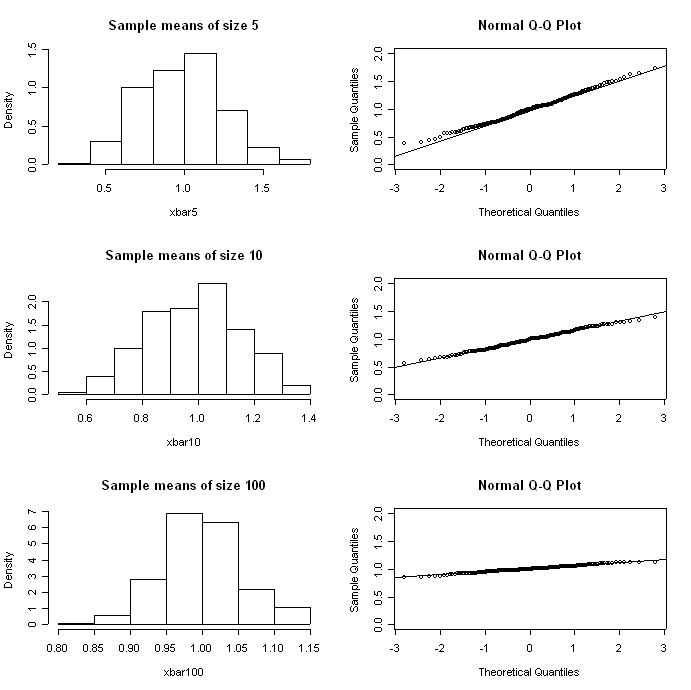 Sample means of size 5
Density
0.0 0.5 1.0 1.5
0.5 1.0 1.5
xbar5
Normal Q-Q Plot
Sample Quantiles
0.0 0.5 1.0 1.5 2.0
-3 -2 -1 0 1 2 3
Theoretical Quantiles
Sample means of size 10
Density
0.0 0.5 1.0 1.5 2.0
0.6 0.8 1.0 1.2 1.4
xbar10
Normal Q-Q Plot
Sample Quantiles
0.0 0.5 1.0 1.5 2.0
-3 -2 -1 0 1 2 3
Theoretical Quantiles
Sample means of size 100
Density
0 1 2 3 4 5 6 7
0.80 0.85 0.90 0.95 1.00 1.05 1.10 1.15
xbar100
Normal Q-Q Plot
Sample Quantiles
0.0 0.5 1.0 1.5 2.0
-3 -2 -1 0 1 2 3
Theoretical Quantiles